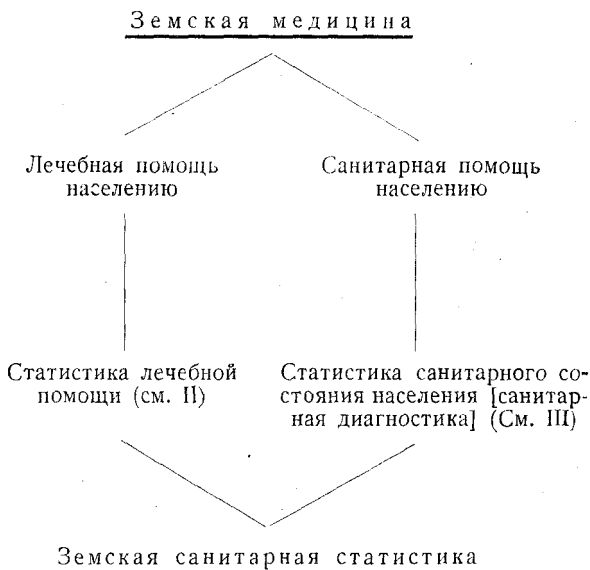 Земская медицина
Лечебная помощь
населению
Санитарная помощь
населению
Статистика лечебной
помощи (см. II)
Статистика санитарного со-
стояния населения [санитар-
ная диагностика] (См. III)
Земская санитарная статистика